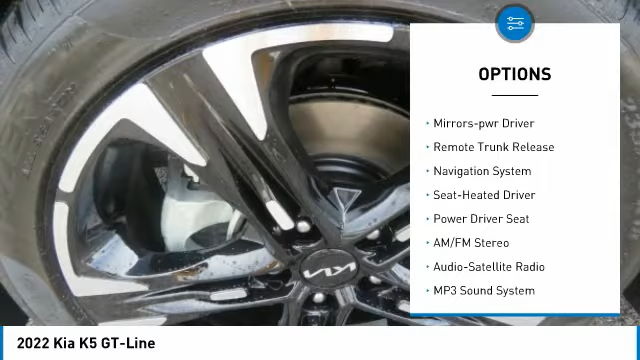 OPTIONS
• Mirrors-pwr Driver
• Remote Trunk Release
• Navigation System
• Seat-Heated Driver
• Power Driver Seat
• AM/FM Stereo
• Audio-Satellite Radio
• MP3 Sound System
KIA
2022 Kia K5 GT-Line